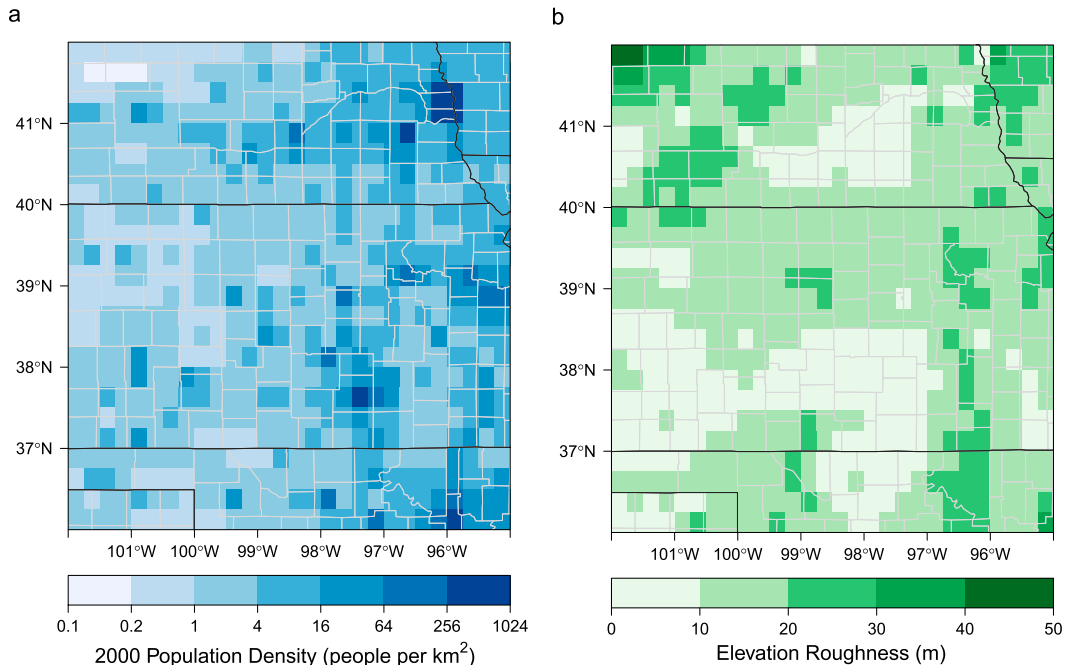 a
41°N
40°N
39°N
38°N
37°N
101°W 100°W 99°W 98°W 97°W 96°W
0.1 0.2 1 4 16 64 256 1024
2000 Population Density (people per km²)
b
41°N
40°N
39°N
38°N
37°N
101°W 100°W 99°W 98°W 97°W 96°W
0 10 20 30 40 50
Elevation Roughness (m)